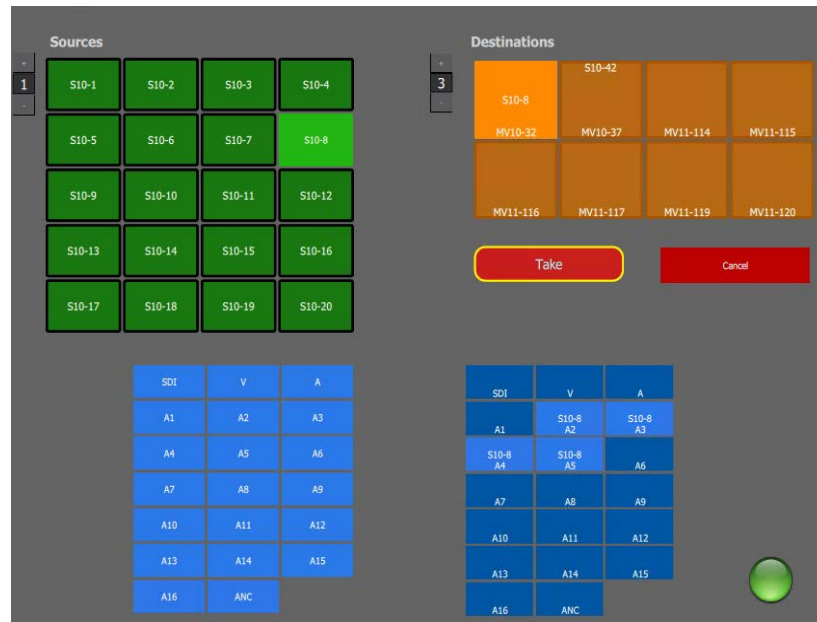 Sources
+
1
-
S10-1 S10-2 S10-3 S10-4
S10-5 S10-6 S10-7 S10-8
S10-9 S10-10 S10-11 S10-12
S10-13 S10-14 S10-15 S10-16
S10-17 S10-18 S10-19 S10-20
SDI V A
A1 A2 A3
A4 A5 A6
A7 A8 A9
A10 A11 A12
A13 A14 A15
A16 ANC
Destinations
+
3
-
S10-42
S10-8
MV10-32 MV10-37 MV11-114 MV11-115
MV11-116 MV11-117 MV11-119 MV11-120
Take Cancel
SDI V A
S10-8 S10-8
A1 A2 A3
S10-8 S10-8
A4 A5 A6
A7 A8 A9
A10 A11 A12
A13 A14 A15
A16 ANC